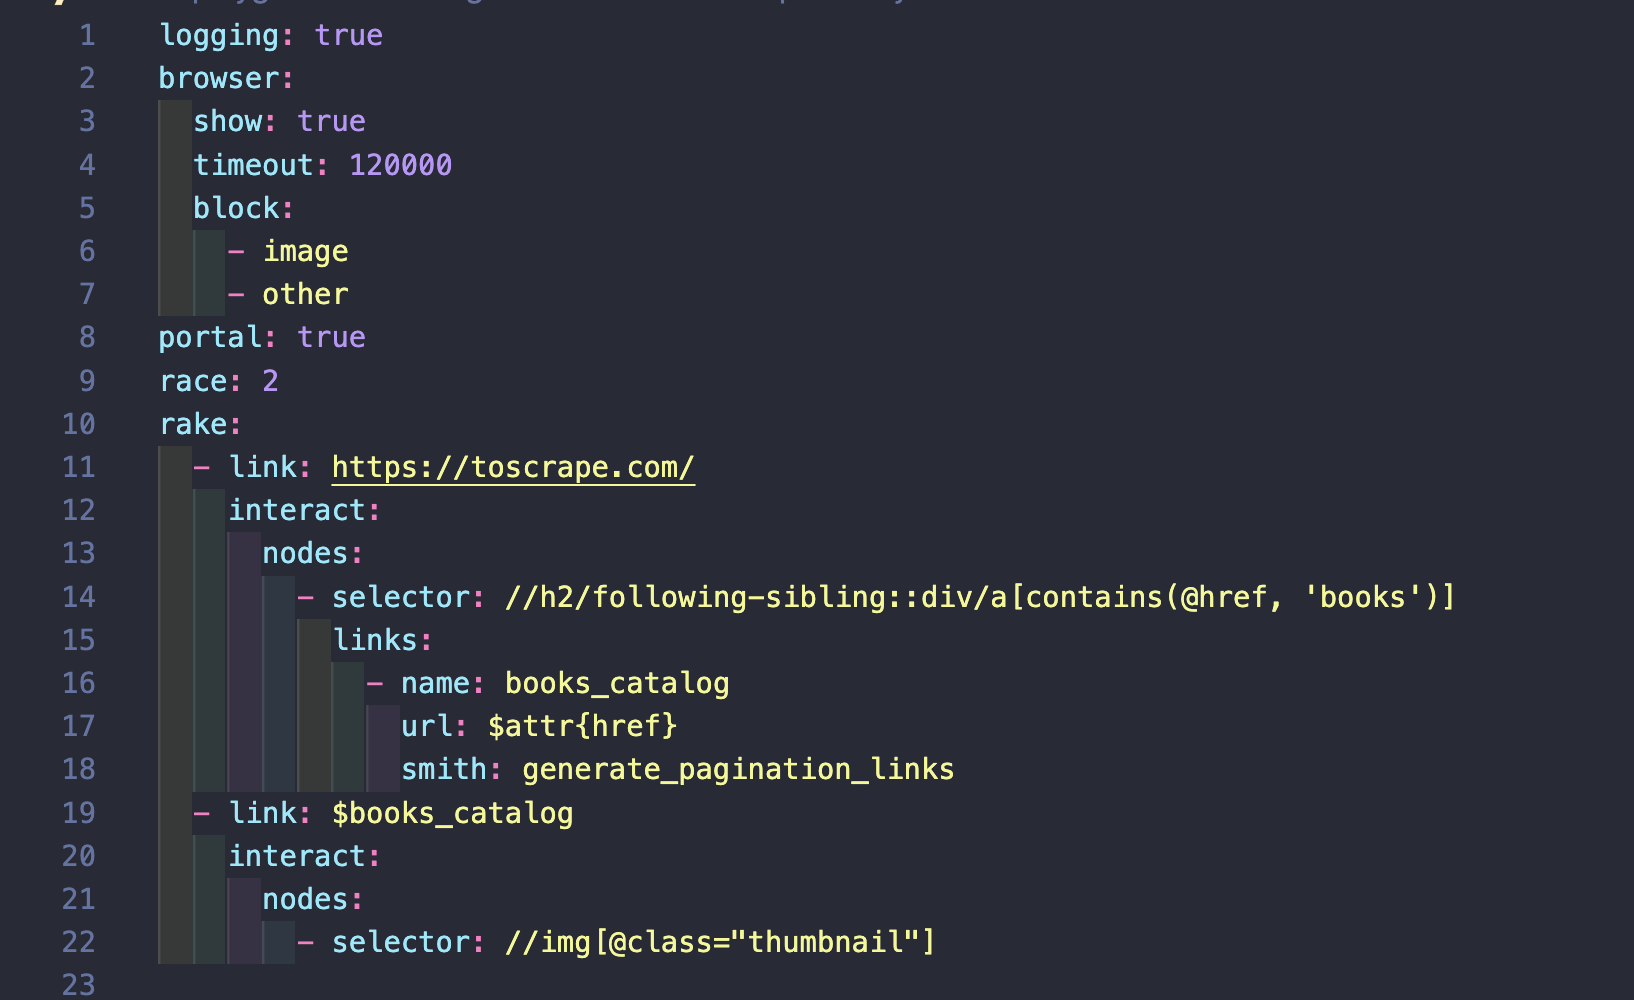 1 logging: true
2 browser:
3   show: true
4   timeout: 120000
5   block:
6     - image
7     - other
8 portal: true
9 race: 2
10 rake:
11   - link: https://toscrape.com/
12     interact:
13       nodes:
14         - selector: //h2/following-sibling::div/a[contains(@href, 'books')]
15           links:
16             - name: books_catalog
17               url: $attr{href}
18               smith: generate_pagination_links
19   - link: $books_catalog
20     interact:
21       nodes:
22         - selector: //img[@class="thumbnail"]
23